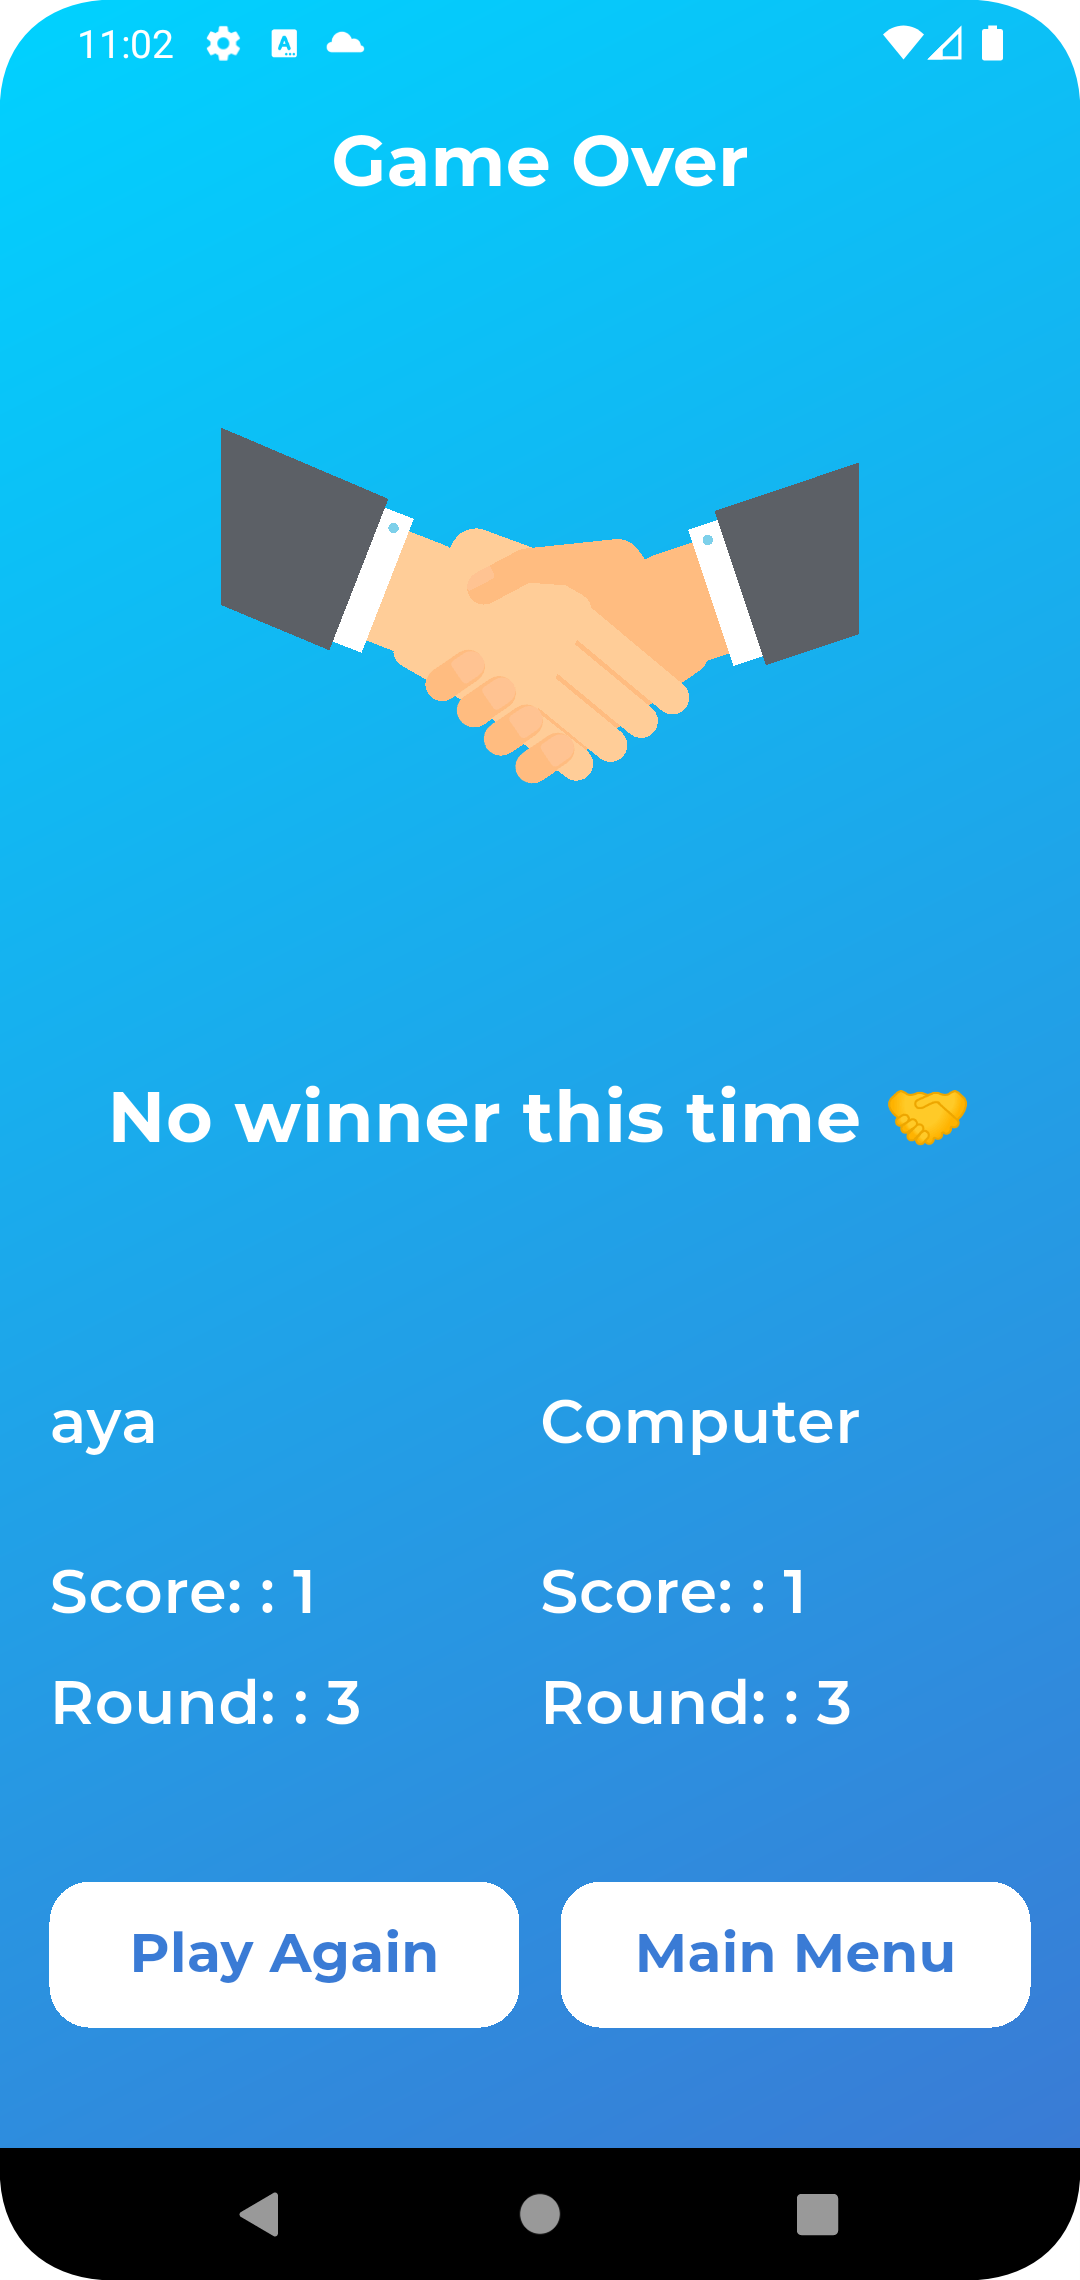 11:02
Game Over
No winner this time 🤝
aya
Computer
Score: : 1
Score: : 1
Round: : 3
Round: : 3
Play Again
Main Menu